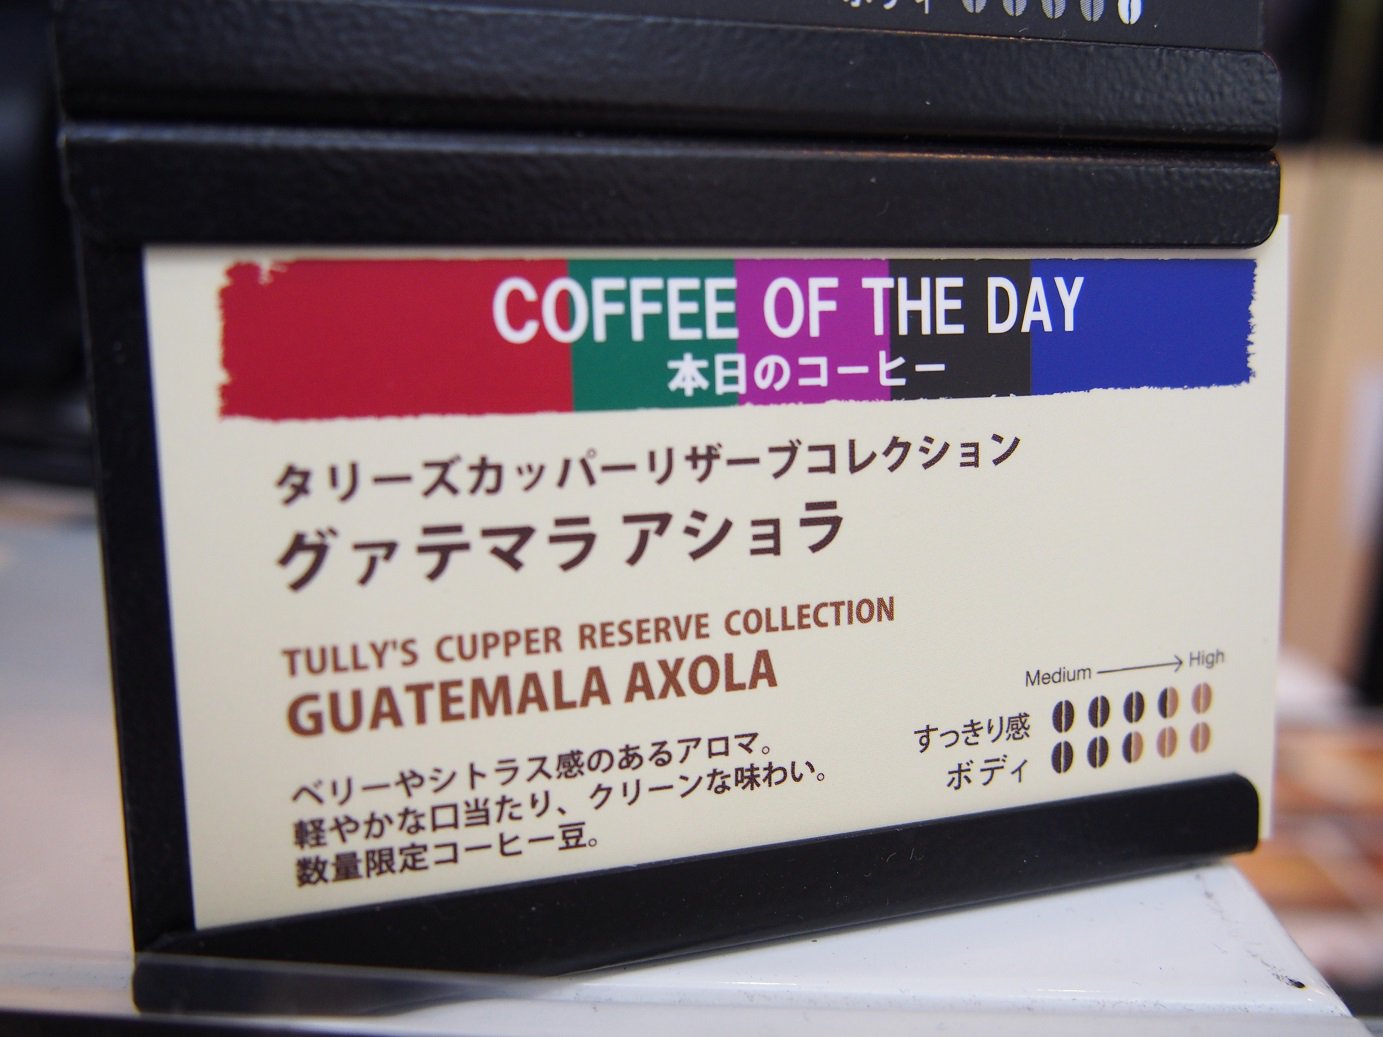 ボディ
COFFEE OF THE DAY
本日のコーヒー
タリーズカッパーリザーブコレクション
グァテマラ アショラ
TULLY'S CUPPER RESERVE COLLECTION
GUATEMALA AXOLA
ベリーやシトラス感のあるアロマ。
軽やかな口当たり、クリーンな味わい。
数量限定コーヒー豆。
Medium → High
すっきり感
ボディ